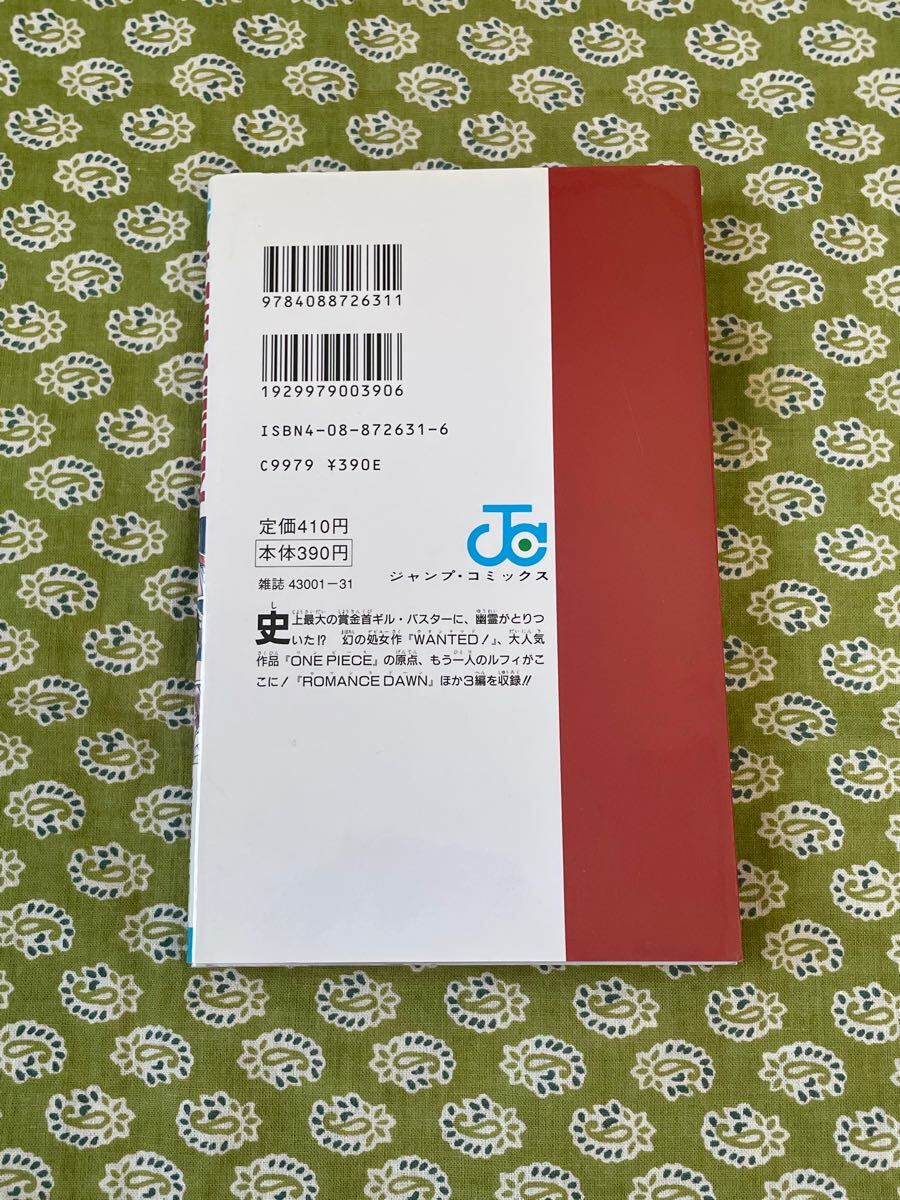 9784088726311
1929979003906
ISBN4-08-872631-6
C9979 ¥390E
定価410円
本体390円
雑誌 43001-31
ジャンプ・コミックス
史上最大の賞金首ギル・バスターに、幽霊がとりつ
いた!? 幻の処女作『WANTED!』、大人気
作品『ONE PIECE』の原点、もう一人のルフィがこ
こに!『ROMANCE DAWN』ほか3編を収録!!